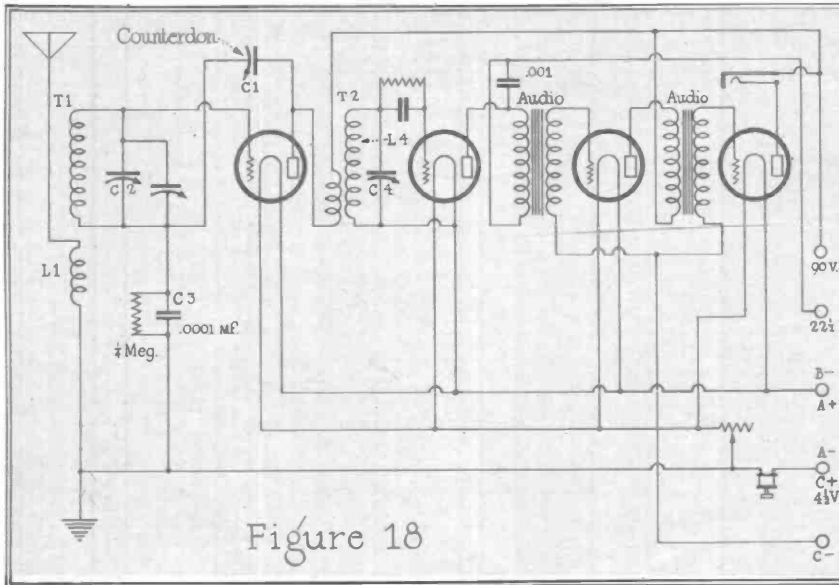 Counterdon
C1
T1
T2
.001
Audio
Audio
L4
C2
C4
L1
C3
.0001 Mf.
¼ Meg.
90 V.
22½
B-
A+
A-
C+
4½V
C-
Figure 18